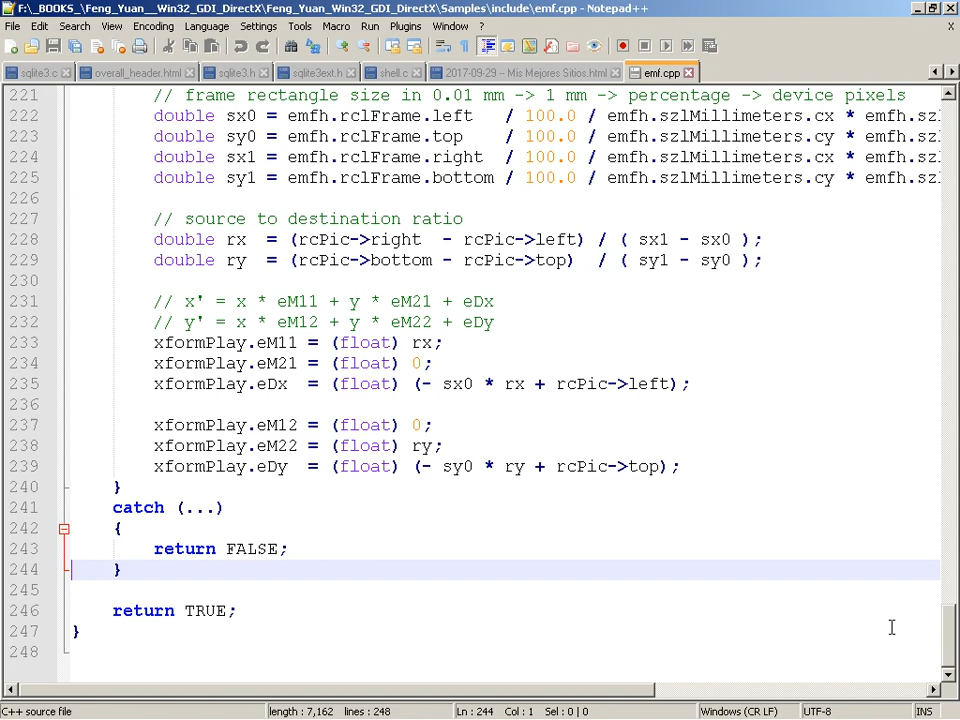 F:\_BOOKS_\Feng_Yuan__Win32_GDI_DirectX\Feng_Yuan_Win32_GDI_DirectX\Samples\include\emf.cpp - Notepad++
File Edit Search View Encoding Language Settings Tools Macro Run Plugins Window ? X
sqlite3.c overall_header.html sqlite3.h sqlite3ext.h shell.c 2017-09-29 - Mis Mejores Sitios.html emf.cpp
221 // frame rectangle size in 0.01 mm -> 1 mm -> percentage -> device pixels
222 double sx0 = emfh.rclFrame.left / 100.0 / emfh.szlMillimeters.cx * emfh.szl
223 double sy0 = emfh.rclFrame.top / 100.0 / emfh.szlMillimeters.cy * emfh.szl
224 double sx1 = emfh.rclFrame.right / 100.0 / emfh.szlMillimeters.cx * emfh.szl
225 double sy1 = emfh.rclFrame.bottom / 100.0 / emfh.szlMillimeters.cy * emfh.szl
226
227 // source to destination ratio
228 double rx = (rcPic->right - rcPic->left) / ( sx1 - sx0 );
229 double ry = (rcPic->bottom - rcPic->top) / ( sy1 - sy0 );
230
231 // x' = x * eM11 + y * eM21 + eDx
232 // y' = x * eM12 + y * eM22 + eDy
233 xformPlay.eM11 = (float) rx;
234 xformPlay.eM21 = (float) 0;
235 xformPlay.eDx = (float) (- sx0 * rx + rcPic->left);
236
237 xformPlay.eM12 = (float) 0;
238 xformPlay.eM22 = (float) ry;
239 xformPlay.eDy = (float) (- sy0 * ry + rcPic->top);
240 }
241 catch (...)
242 {
243 return FALSE;
244 }
245
246 return TRUE;
247 }
248
C++ source file length : 7,162 lines : 248 Ln : 244 Col : 1 Sel : 0 | 0 Windows (CR LF) UTF-8 INS